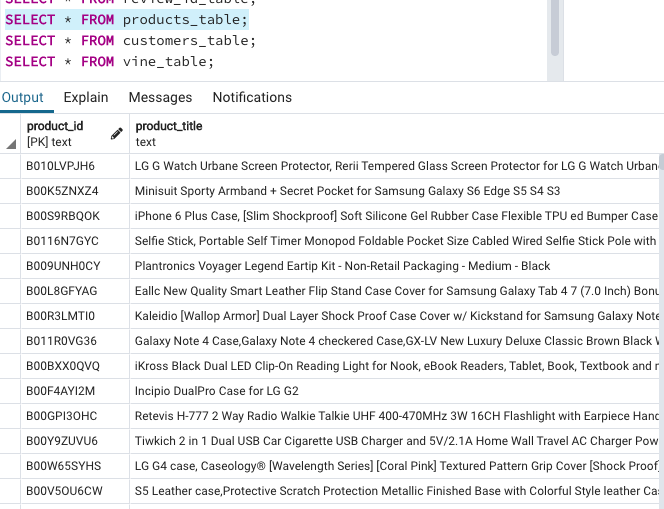 SELECT * FROM review_id_table;
SELECT * FROM products_table;
SELECT * FROM customers_table;
SELECT * FROM vine_table;
Output Explain Messages Notifications
product_id product_title
[PK] text text
B010LVPJH6 LG G Watch Urbane Screen Protector, Rerii Tempered Glass Screen Protector for LG G Watch Urban
B00K5ZNXZ4 Minisuit Sporty Armband + Secret Pocket for Samsung Galaxy S6 Edge S5 S4 S3
B00S9RBQOK iPhone 6 Plus Case, [Slim Shockproof] Soft Silicone Gel Rubber Case Flexible TPU ed Bumper Case
B0116N7GYC Selfie Stick, Portable Self Timer Monopod Foldable Pocket Size Cabled Wired Selfie Stick Pole with
B009UNH0CY Plantronics Voyager Legend Eartip Kit - Non-Retail Packaging - Medium - Black
B00L8GFYAG Eallc New Quality Smart Leather Flip Stand Case Cover for Samsung Galaxy Tab 4 7 (7.0 Inch) Bonu
B00R3LMTI0 Kaleidio [Wallop Armor] Dual Layer Shock Proof Case Cover w/ Kickstand for Samsung Galaxy Note
B011R0VG36 Galaxy Note 4 Case,Galaxy Note 4 checkered Case,GX-LV New Luxury Deluxe Classic Brown Black
B00BXX0QVQ iKross Black Dual LED Clip-On Reading Light for Nook, eBook Readers, Tablet, Book, Textbook and
B00F4AYI2M Incipio DualPro Case for LG G2
B00GPI3OHC Retevis H-777 2 Way Radio Walkie Talkie UHF 400-470MHz 3W 16CH Flashlight with Earpiece Hand
B00Y9ZUVU6 Tiwkich 2 in 1 Dual USB Car Cigarette USB Charger and 5V/2.1A Home Wall Travel AC Charger Pow
B00W65SYHS LG G4 case, Caseology® [Wavelength Series] [Coral Pink] Textured Pattern Grip Cover [Shock Proof]
B00V5OU6CW S5 Leather case,Protective Scratch Protection Metallic Finished Base with Colorful Style leather Ca